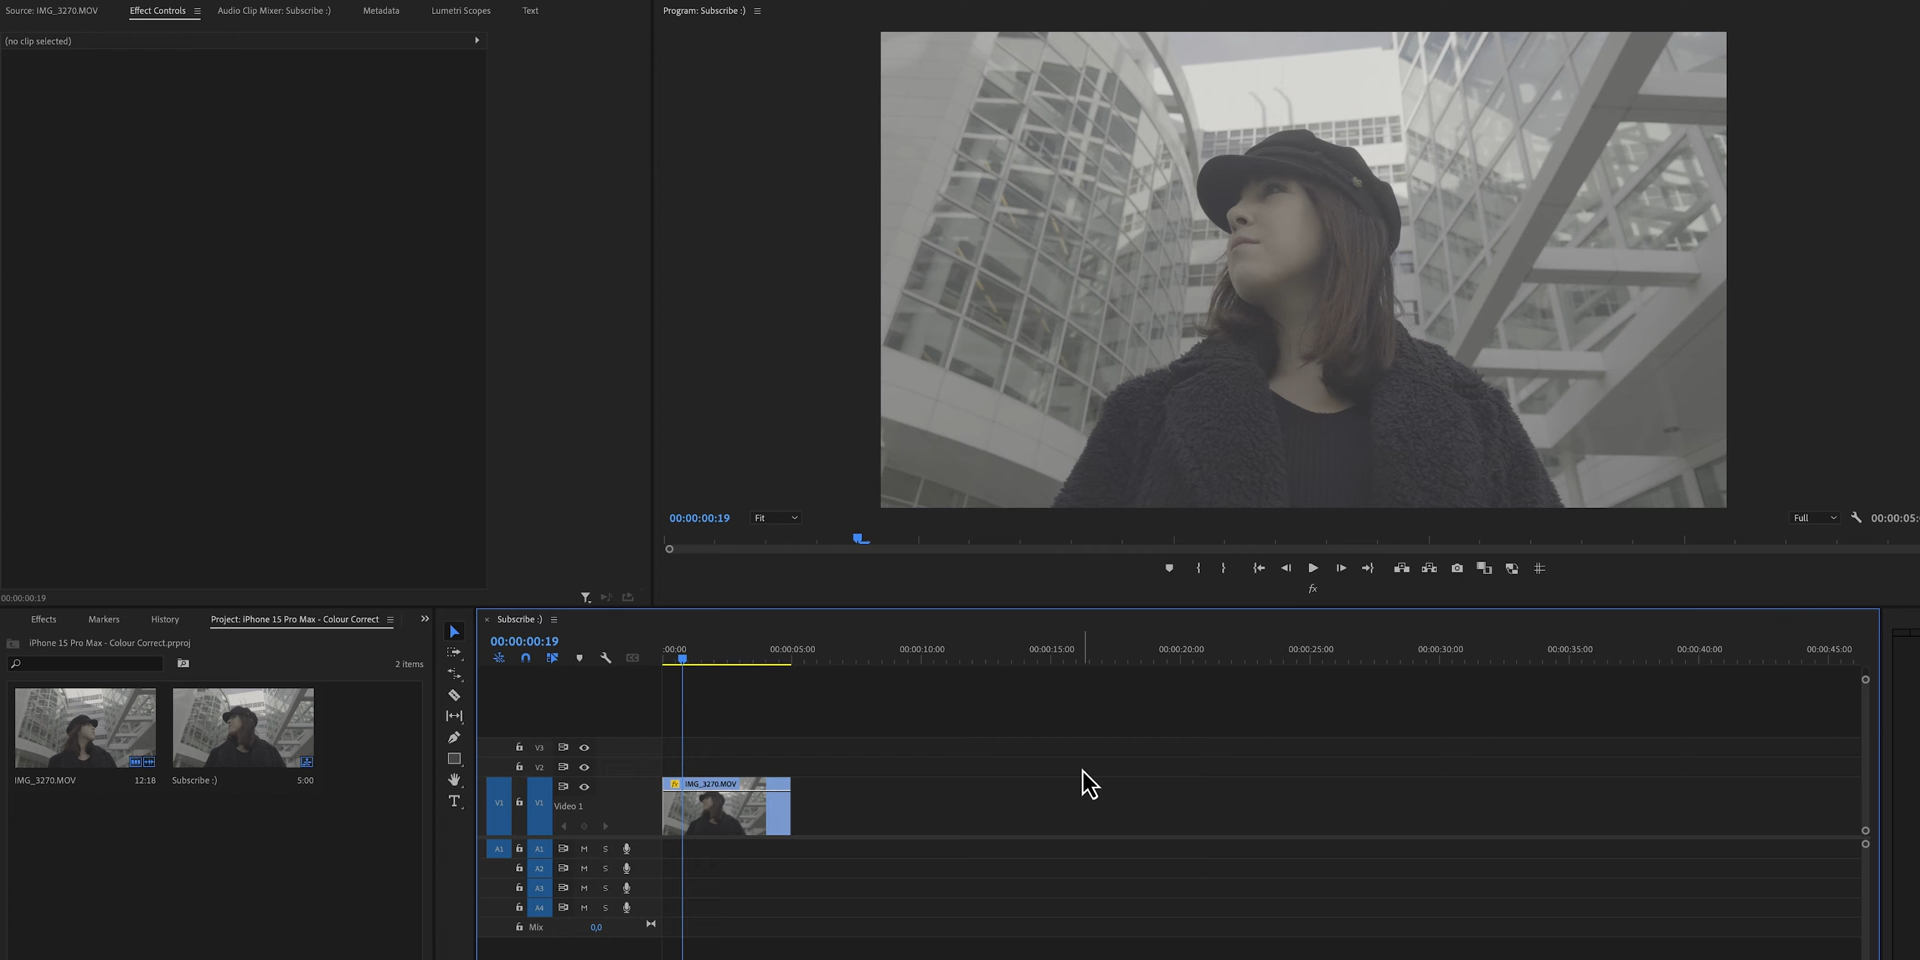 Source: IMG_3270.MOV
Effect Controls
Audio Clip Mixer: Subscribe :)
Metadata
Lumetri Scopes
Text
Program: Subscribe :)
(no clip selected)
00:00:00:19
Fit
Full
00:00:05:
fx
00:00:00:19
Effects
Markers
History
Project: iPhone 15 Pro Max - Colour Correct
iPhone 15 Pro Max - Colour Correct.prproj
2 items
IMG_3270.MOV
12:18
Subscribe :)
5:00
Subscribe :)
00:00:00:19
:00:00
00:00:05:00
00:00:10:00
00:00:15:00
00:00:20:00
00:00:25:00
00:00:30:00
00:00:35:00
00:00:40:00
00:00:45:00
V3
V2
V1
V1
Video 1
fx IMG_3270.MOV
A1 A1 M S
A2 M S
A3 M S
A4 M S
Mix 0,0